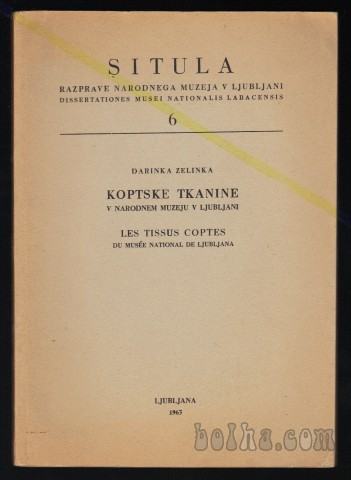 SITULA
RAZPRAVE NARODNEGA MUZEJA V LJUBLJANI
DISSERTATIONES MUSEI NATIONALIS LABACENSIS
6
DARINKA ZELINKA
KOPTSKE TKANINE
V NARODNEM MUZEJU V LJUBLJANI
LES TISSUS COPTES
DU MUSÉE NATIONAL DE LJUBLJANA
LJUBLJANA
1963
bolha.com